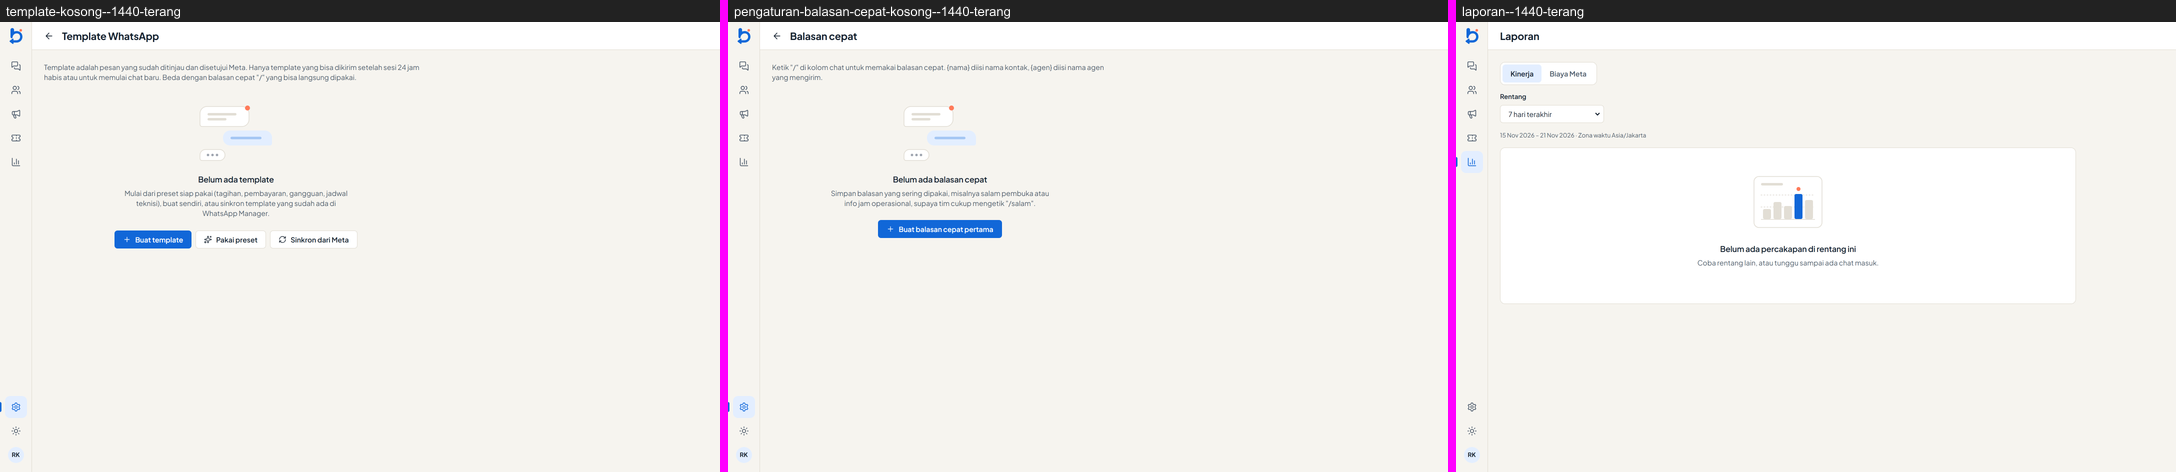 template-kosong--1440-terang
Template WhatsApp
Template adalah pesan yang sudah ditinjau dan disetujui Meta. Hanya template yang bisa dikirim setelah sesi 24 jam
habis atau untuk memulai chat baru. Beda dengan balasan cepat "/" yang bisa langsung dipakai.
Belum ada template
Mulai dari preset siap pakai (tagihan, pembayaran, gangguan, jadwal
teknisi), buat sendiri, atau sinkron template yang sudah ada di
WhatsApp Manager.
+ Buat template
Pakai preset
Sinkron dari Meta
RK
pengaturan-balasan-cepat-kosong--1440-terang
Balasan cepat
Ketik "/" di kolom chat untuk memakai balasan cepat. {nama} diisi nama kontak, {agen} diisi nama agen
yang mengirim.
Belum ada balasan cepat
Simpan balasan yang sering dipakai, misalnya salam pembuka atau
info jam operasional, supaya tim cukup mengetik "/salam".
+ Buat balasan cepat pertama
RK
laporan--1440-terang
Laporan
Kinerja
Biaya Meta
Rentang
7 hari terakhir
15 Nov 2026 – 21 Nov 2026 · Zona waktu Asia/Jakarta
Belum ada percakapan di rentang ini
Coba rentang lain, atau tunggu sampai ada chat masuk.
RK